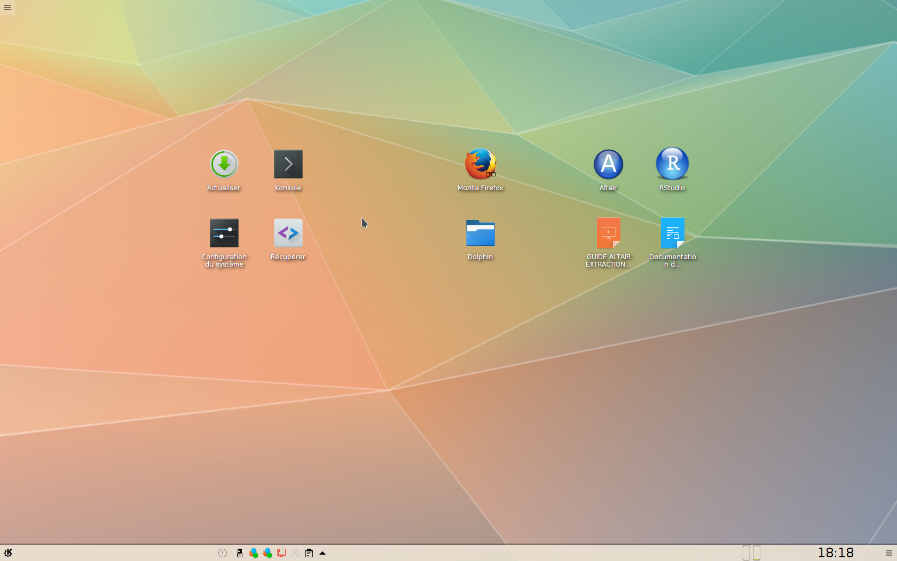 Actualiser
Konsole
Mozilla Firefox
Altair
RStudio
Configuration
du système
Récupérer
Dolphin
GUIDE ALTAIR
EXTRACTION...
Documentatio
n d...
18:18